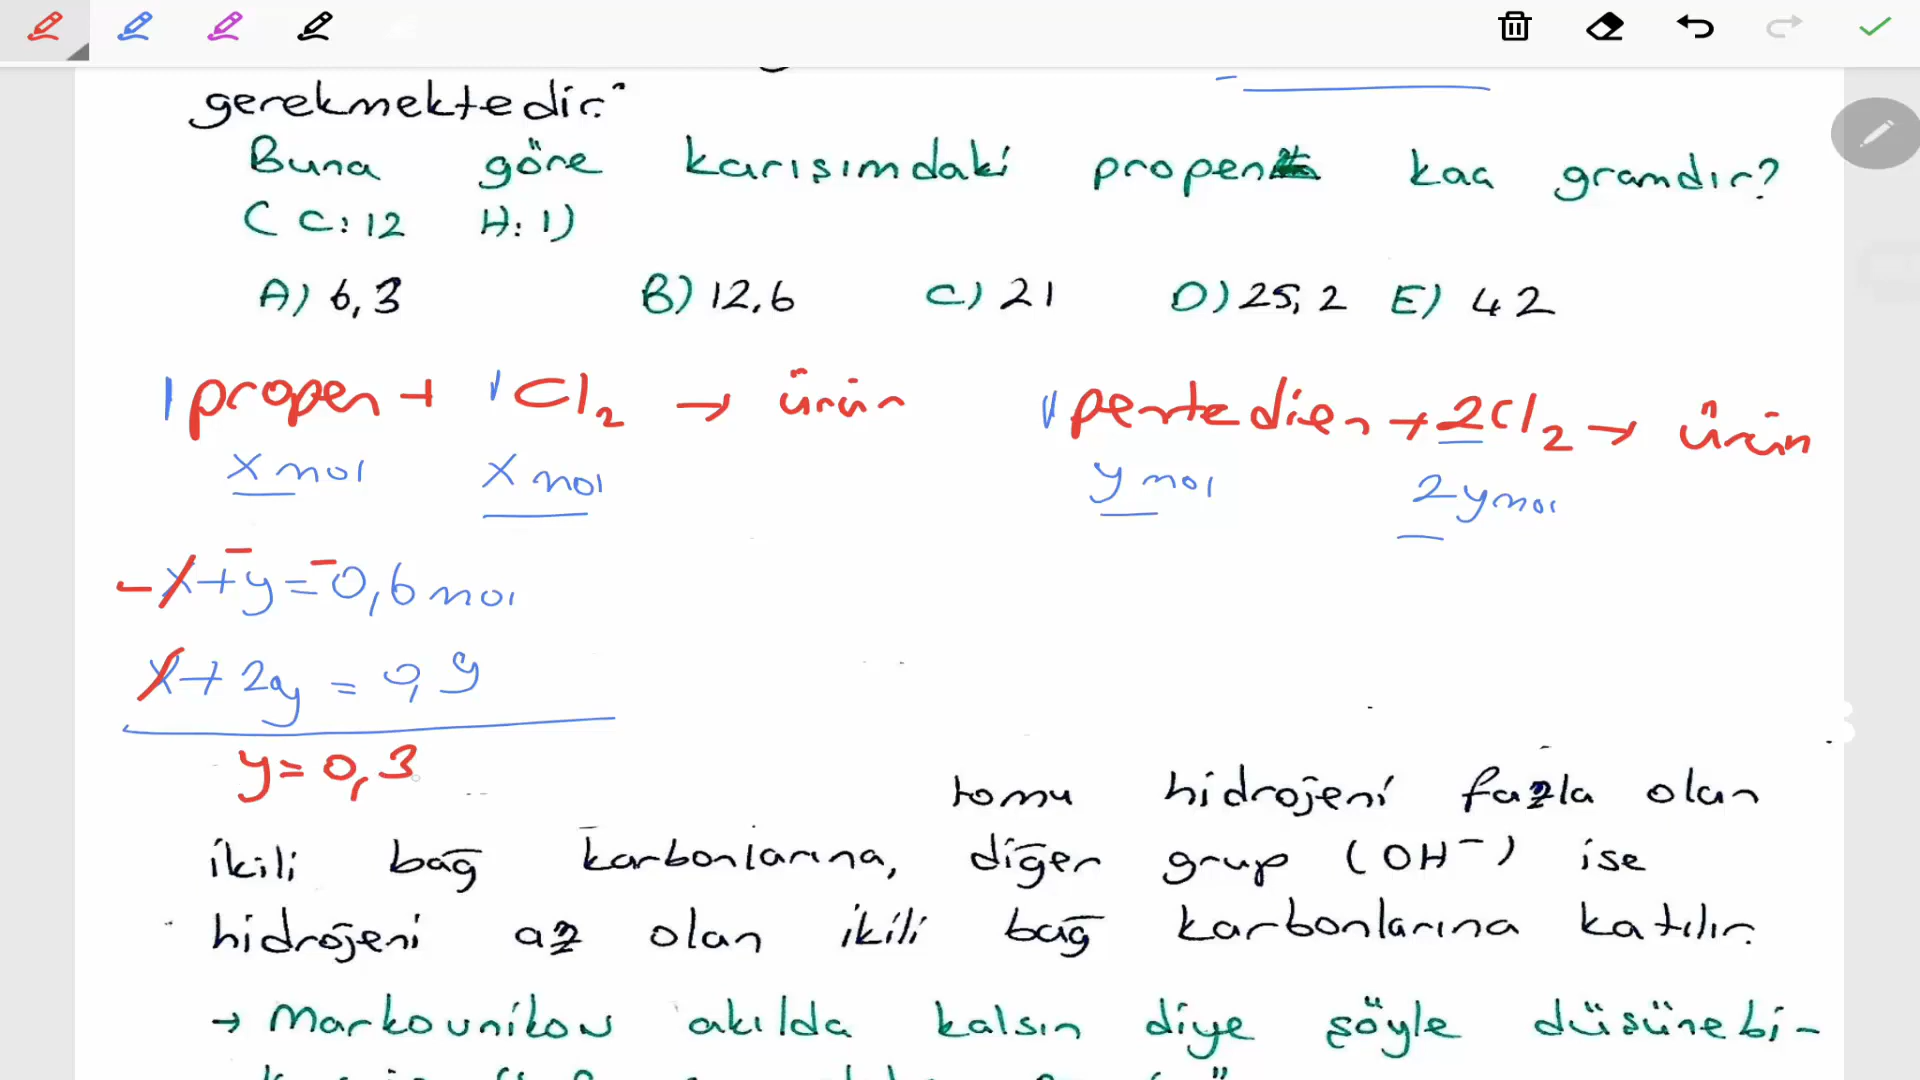 gerekmektedir."
Buna göre karışımdaki propen kaç gramdır?
( C: 12 H: 1)
A) 6,3 B) 12,6 C) 21 D) 25,2 E) 42
1 propen + 1 Cl2 → ürün 1 pentadien + 2Cl2 → ürün
x mol x mol y mol 2y mol
-x + -y = -0,6 mol
x + 2y = 0,9
y = 0,3
hidrojeni fazla olan
ikili bağ karbonlarına, diğer grup (OH⁻) ise
hidrojeni az olan ikili bağ karbonlarına katılır.
→ Markovnikov akılda kalsın diye şöyle düşünebi-